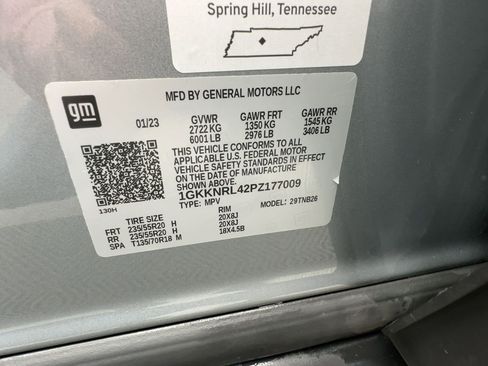 Spring Hill, Tennessee
gm
MFD BY GENERAL MOTORS LLC
01/23 GVWR GAWR FRT GAWR RR
2722 KG 1350 KG 1545 KG
6001 LB 2976 LB 3406 LB
THIS VEHICLE CONFORMS TO ALL
APPLICABLE U.S. FEDERAL MOTOR
VEHICLE SAFETY STANDARDS IN EFFECT
ON THE DATE OF MANUFACTURE SHOWN ABOVE.
1GKKNRL42PZ177009
TYPE: MPV MODEL: 29TNB26
130H
TIRE SIZE RIM
FRT 235/55R20 H 20X8J
RR 235/55R20 H 20X8J
SPA T135/70R18 M 18X4.5B